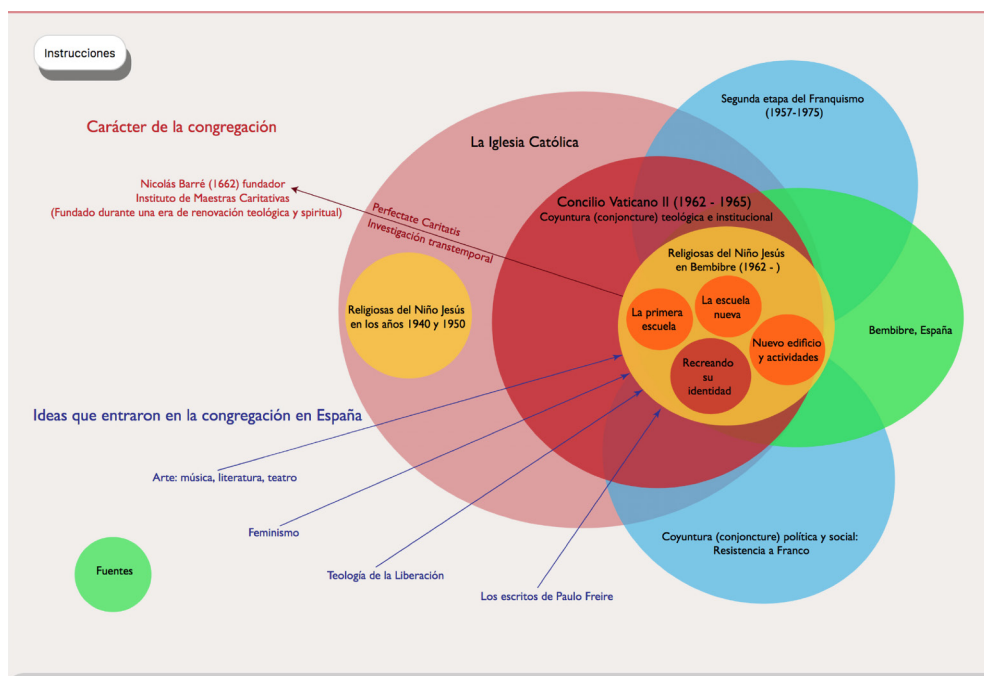 Instrucciones
Carácter de la congregación
Nicolás Barré (1662) fundador
Instituto de Maestras Caritativas
(Fundado durante una era de renovación teológica y spiritual)
La Iglesia Católica
Segunda etapa del Franquismo
(1957-1975)
Concilio Vaticano II (1962 - 1965)
Coyuntura (conjoncture) teológica e institucional
Perfectate Caritatis
Investigación transtemporal
Religiosas del Niño Jesús
en los años 1940 y 1950
Religiosas del Niño Jesús
en Bembibre (1962 - )
La primera
escuela
La escuela
nueva
Nuevo edificio
y actividades
Recreando
su
identidad
Bembibre, España
Ideas que entraron en la congregación en España
Arte: música, literatura, teatro
Feminismo
Teología de la Liberación
Los escritos de Paulo Freire
Coyuntura (conjoncture) política y social:
Resistencia a Franco
Fuentes